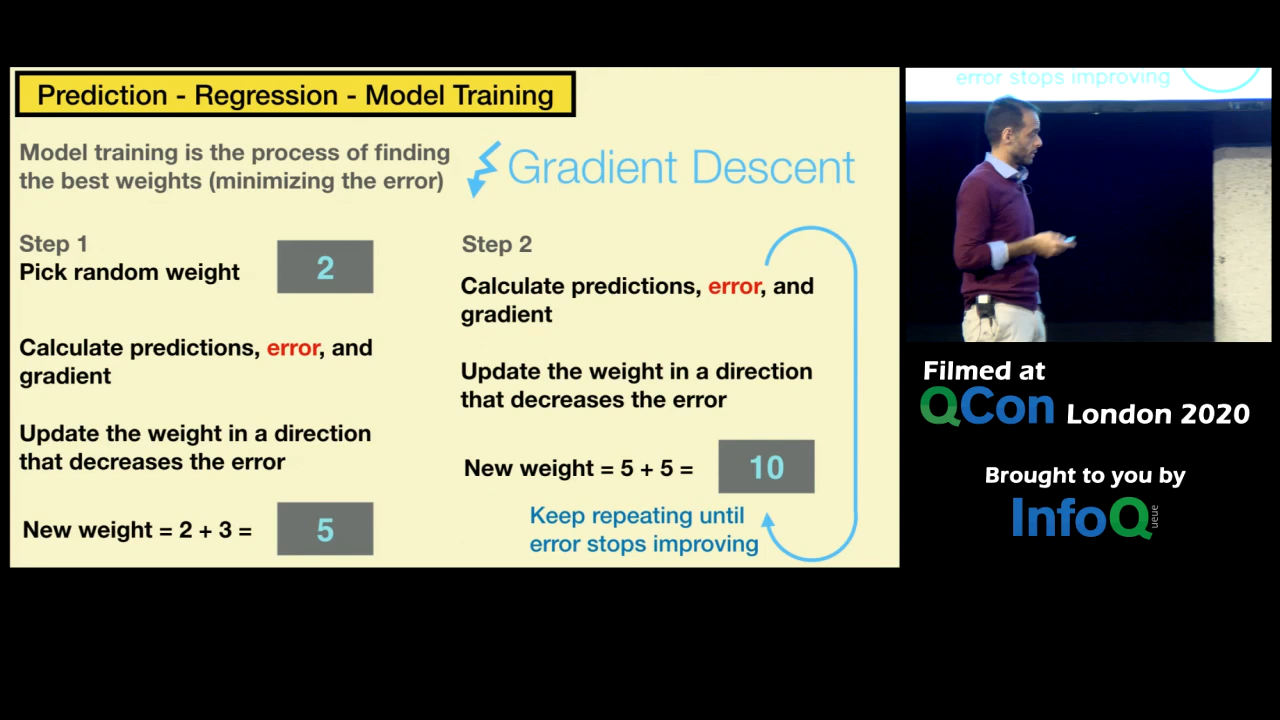 Prediction - Regression - Model Training
Model training is the process of finding
the best weights (minimizing the error)
Gradient Descent
Step 1
Pick random weight
2
Calculate predictions, error, and
gradient
Update the weight in a direction
that decreases the error
New weight = 2 + 3 =
5
Step 2
Calculate predictions, error, and
gradient
Update the weight in a direction
that decreases the error
New weight = 5 + 5 =
10
Keep repeating until
error stops improving
error stops improving
Filmed at
QCon London 2020
Brought to you by
InfoQueue